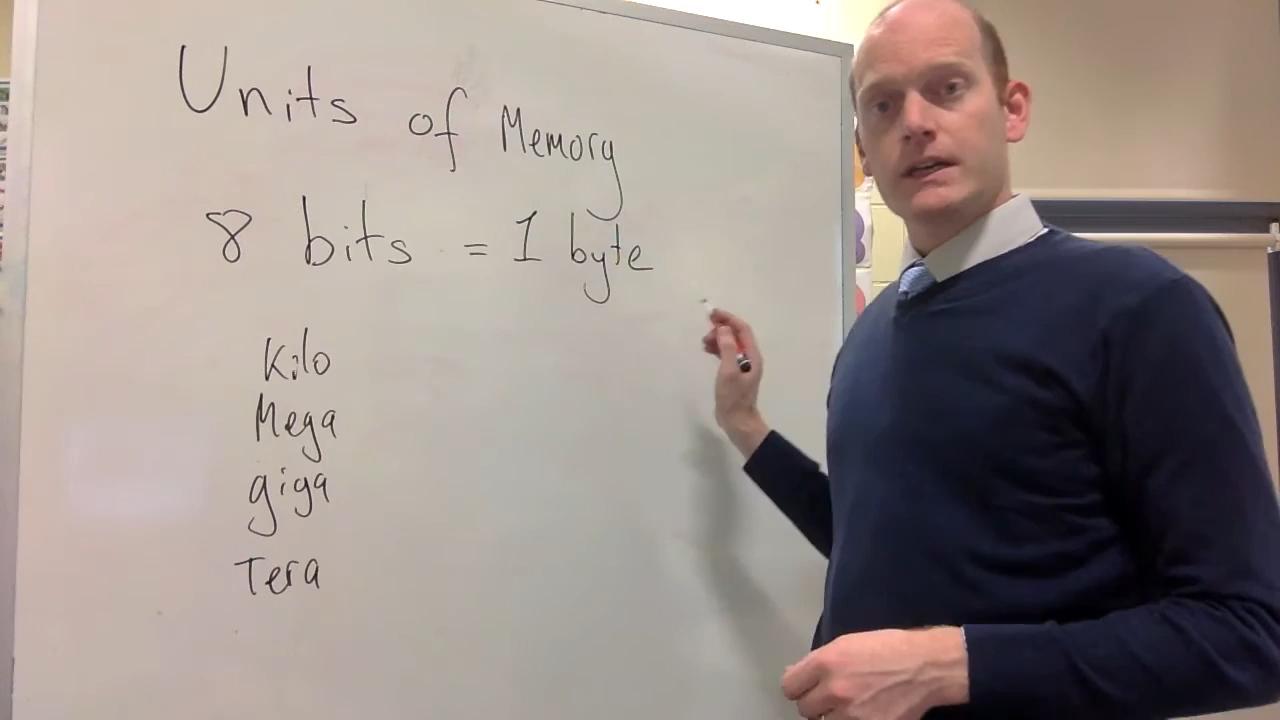 Units of Memory
8 bits = 1 byte
Kilo
Mega
giga
Tera